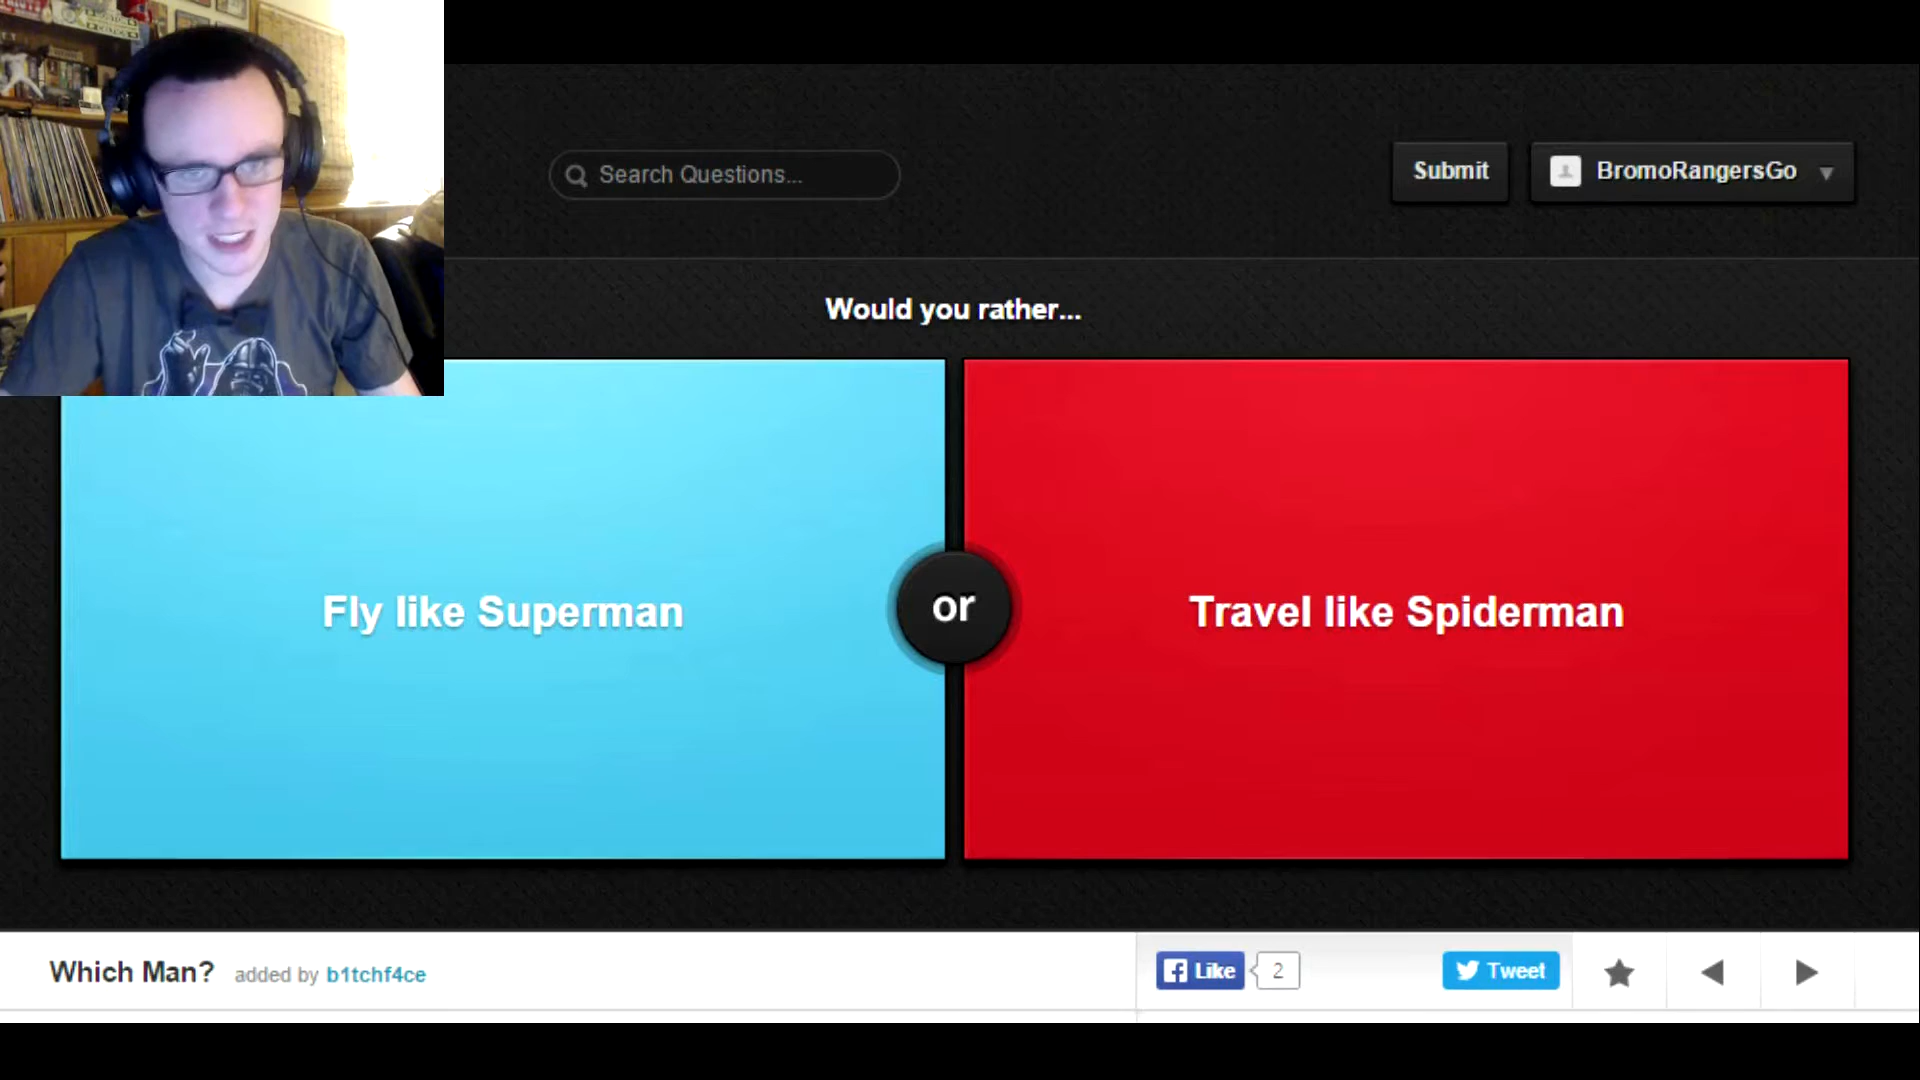 Search Questions...
Submit
BromoRangersGo
Would you rather...
Fly like Superman
or
Travel like Spiderman
Which Man? added by b1tchf4ce
Like
2
Tweet